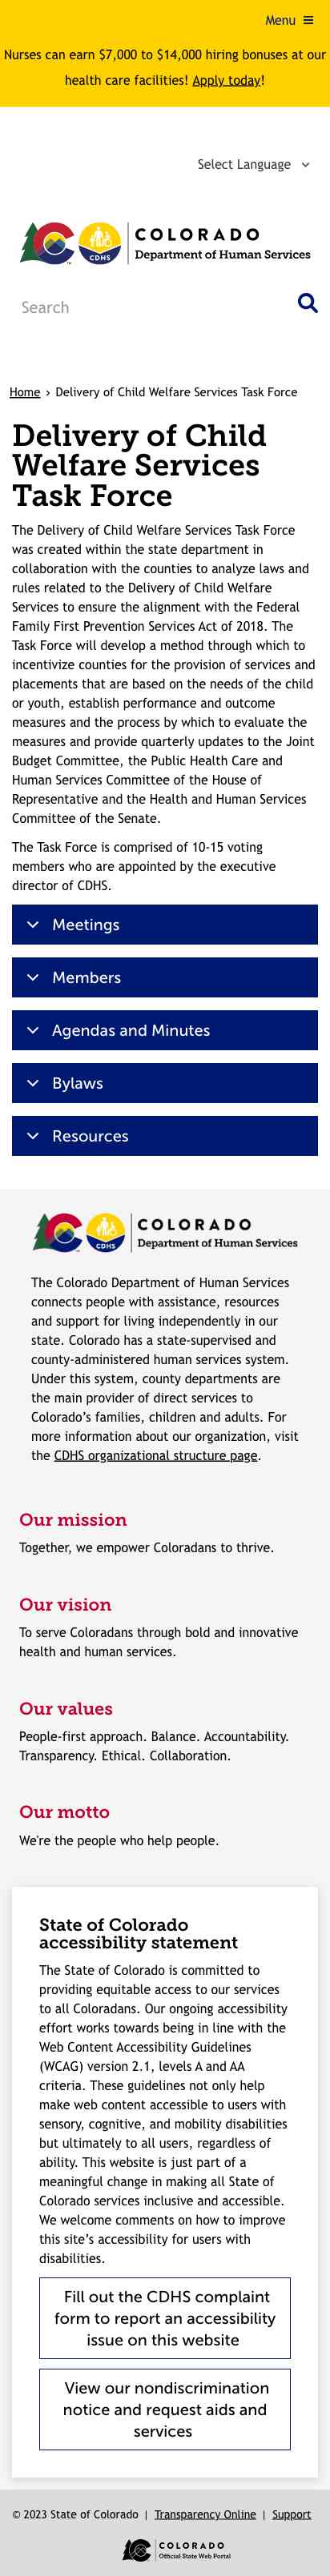 Menu
Nurses can earn $7,000 to $14,000 hiring bonuses at our
health care facilities! Apply today!
Select Language
CDHS
COLORADO
Department of Human Services
Search
Home › Delivery of Child Welfare Services Task Force
Delivery of Child
Welfare Services
Task Force
The Delivery of Child Welfare Services Task Force
was created within the state department in
collaboration with the counties to analyze laws and
rules related to the Delivery of Child Welfare
Services to ensure the alignment with the Federal
Family First Prevention Services Act of 2018. The
Task Force will develop a method through which to
incentivize counties for the provision of services and
placements that are based on the needs of the child
or youth, establish performance and outcome
measures and the process by which to evaluate the
measures and provide quarterly updates to the Joint
Budget Committee, the Public Health Care and
Human Services Committee of the House of
Representative and the Health and Human Services
Committee of the Senate.
The Task Force is comprised of 10-15 voting
members who are appointed by the executive
director of CDHS.
Meetings
Members
Agendas and Minutes
Bylaws
Resources
CDHS
COLORADO
Department of Human Services
The Colorado Department of Human Services
connects people with assistance, resources
and support for living independently in our
state. Colorado has a state-supervised and
county-administered human services system.
Under this system, county departments are
the main provider of direct services to
Colorado’s families, children and adults. For
more information about our organization, visit
the CDHS organizational structure page.
Our mission
Together, we empower Coloradans to thrive.
Our vision
To serve Coloradans through bold and innovative
health and human services.
Our values
People-first approach. Balance. Accountability.
Transparency. Ethical. Collaboration.
Our motto
We're the people who help people.
State of Colorado
accessibility statement
The State of Colorado is committed to
providing equitable access to our services
to all Coloradans. Our ongoing accessibility
effort works towards being in line with the
Web Content Accessibility Guidelines
(WCAG) version 2.1, levels A and AA
criteria. These guidelines not only help
make web content accessible to users with
sensory, cognitive, and mobility disabilities
but ultimately to all users, regardless of
ability. This website is just part of a
meaningful change in making all State of
Colorado services inclusive and accessible.
We welcome comments on how to improve
this site’s accessibility for users with
disabilities.
Fill out the CDHS complaint
form to report an accessibility
issue on this website
View our nondiscrimination
notice and request aids and
services
© 2023 State of Colorado | Transparency Online | Support
COLORADO
Official State Web Portal